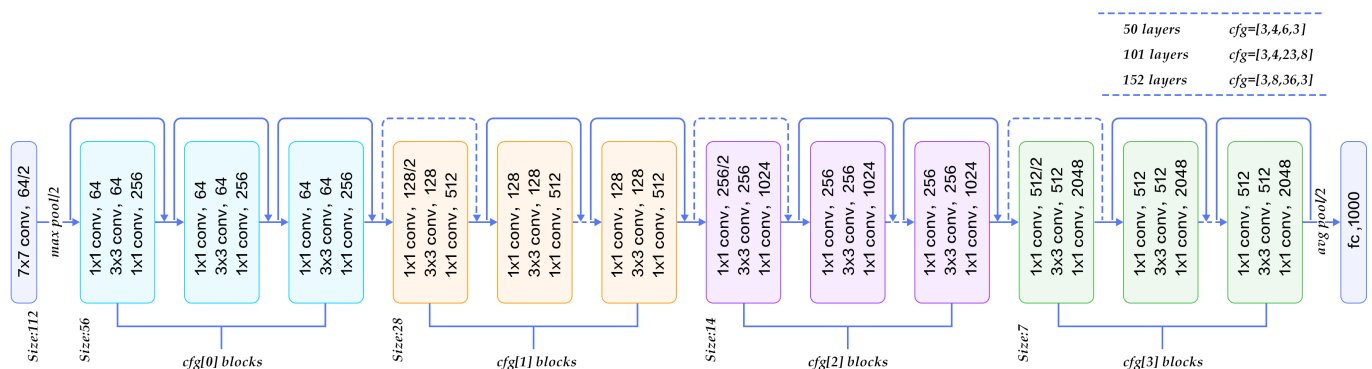 50 layers cfg=[3,4,6,3]
101 layers cfg=[3,4,23,8]
152 layers cfg=[3,8,36,3]
7x7 conv, 64/2
max pool/2
1x1 conv, 64
3x3 conv, 64
1x1 conv, 256
1x1 conv, 64
3x3 conv, 64
1x1 conv, 256
1x1 conv, 64
3x3 conv, 64
1x1 conv, 256
1x1 conv, 128/2
3x3 conv, 128
1x1 conv, 512
1x1 conv, 128
3x3 conv, 128
1x1 conv, 512
1x1 conv, 128
3x3 conv, 128
1x1 conv, 512
1x1 conv, 256/2
3x3 conv, 256
1x1 conv, 1024
1x1 conv, 256
3x3 conv, 256
1x1 conv, 1024
1x1 conv, 256
3x3 conv, 256
1x1 conv, 1024
1x1 conv, 512/2
3x3 conv, 512
1x1 conv, 2048
1x1 conv, 512
3x3 conv, 512
1x1 conv, 2048
1x1 conv, 512
3x3 conv, 512
1x1 conv, 2048
avg pool/2
fc ,1000
Size:112
Size:56
Size:28
Size:14
Size:7
cfg[0] blocks
cfg[1] blocks
cfg[2] blocks
cfg[3] blocks